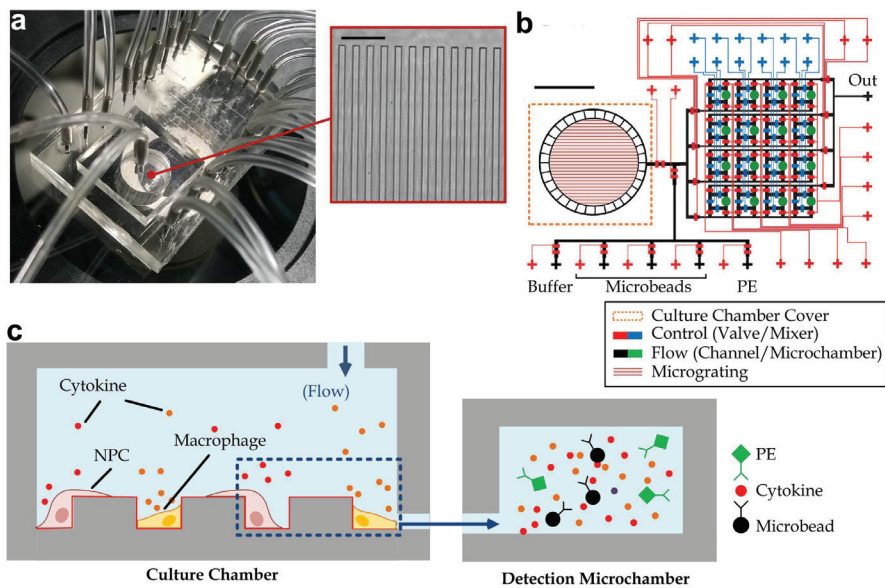 a
b
Out
Buffer
Microbeads
PE
Culture Chamber Cover
Control (Valve/Mixer)
Flow (Channel/Microchamber)
Micrograting
c
Cytokine
(Flow)
Macrophage
NPC
Culture Chamber
Detection Microchamber
PE
Cytokine
Microbead